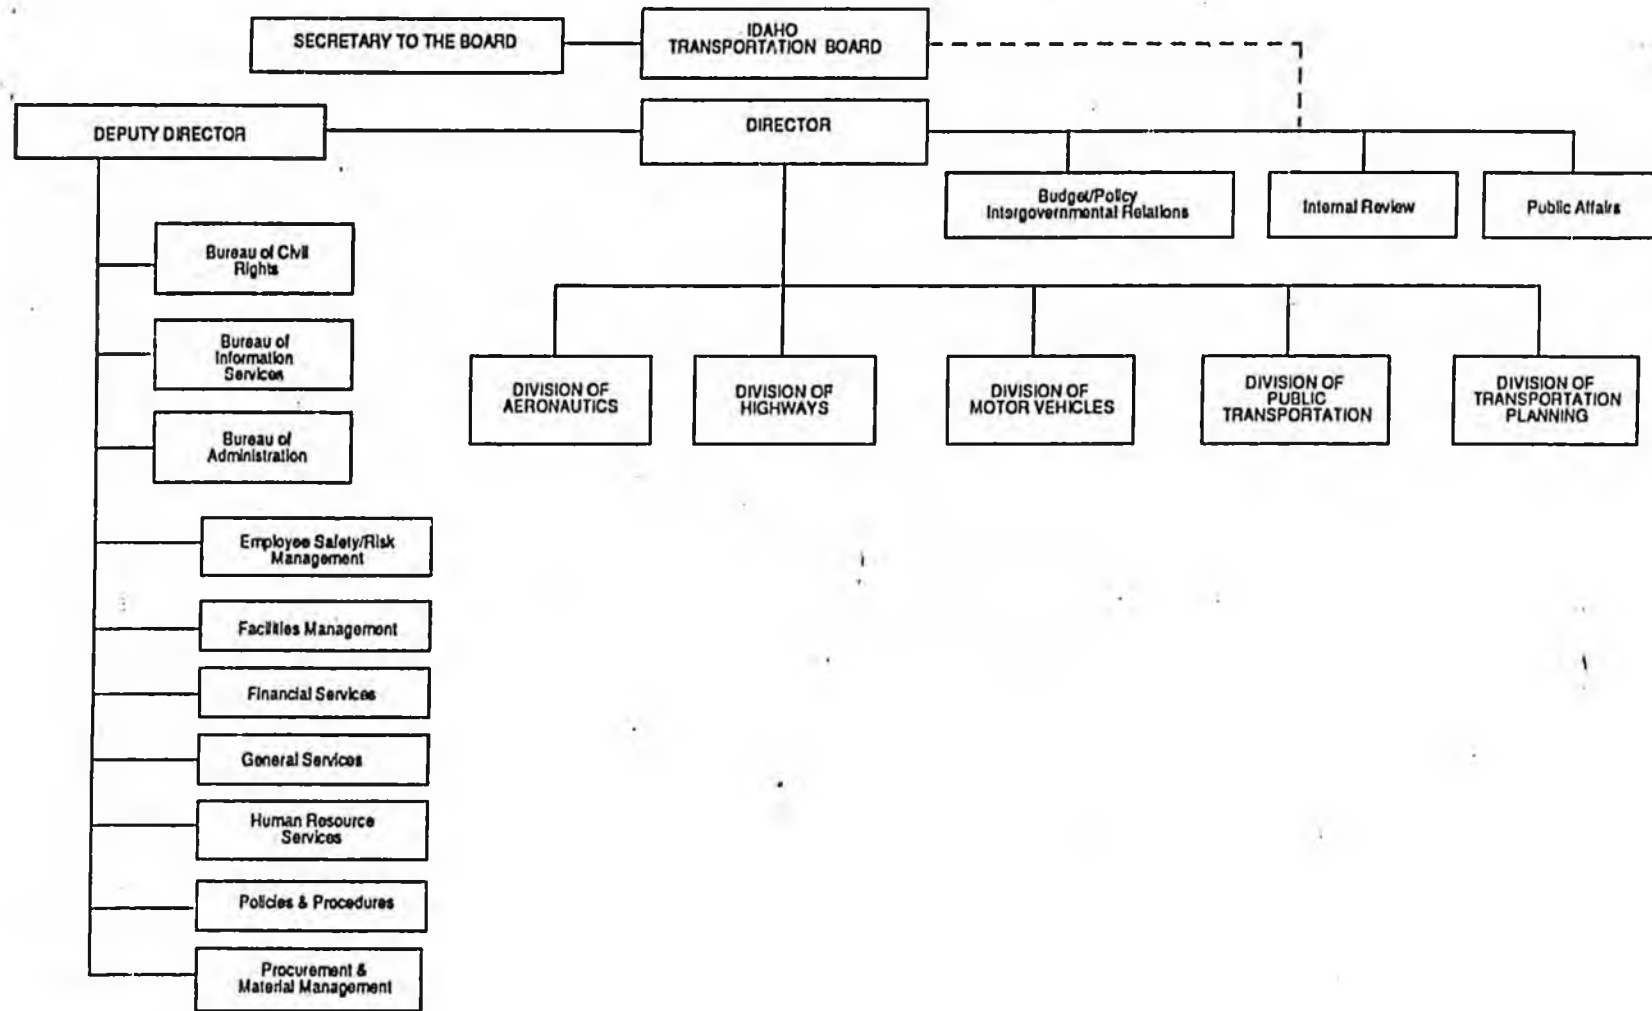 SECRETARY TO THE BOARD
IDAHO
TRANSPORTATION BOARD
DEPUTY DIRECTOR
DIRECTOR
Budget/Policy
Intergovernmental Relations
Internal Review
Public Affairs
Bureau of Civil
Rights
Bureau of
Information
Services
Bureau of
Administration
DIVISION OF
AERONAUTICS
DIVISION OF
HIGHWAYS
DIVISION OF
MOTOR VEHICLES
DIVISION OF
PUBLIC
TRANSPORTATION
DIVISION OF
TRANSPORTATION
PLANNING
Employee Safety/Risk
Management
Facilities Management
Financial Services
General Services
Human Resource
Services
Policies & Procedures
Procurement &
Material Management